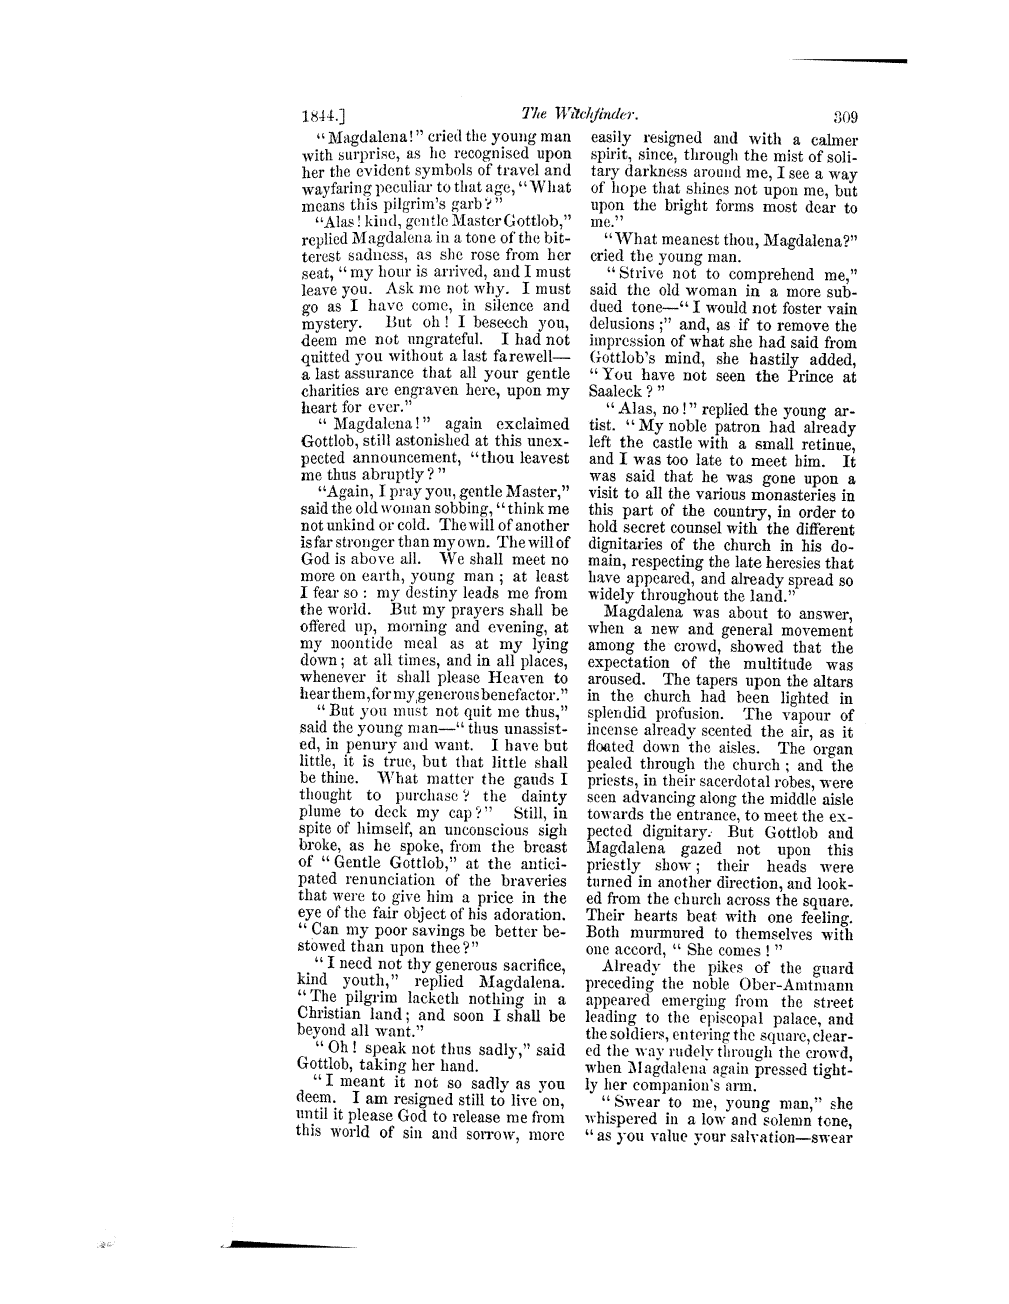 1844.] The Witchfinder. 309
"Magdalena!" cried the young man
with surprise, as he recognised upon
her the evident symbols of travel and
wayfaring peculiar to that age, "What
means this pilgrim's garb?"
"Alas! kind, gentle Master Gottlob,"
replied Magdalena in a tone of the bit-
terest sadness, as she rose from her
seat, "my hour is arrived, and I must
leave you. Ask me not why. I must
go as I have come, in silence and
mystery. But oh! I beseech you,
deem me not ungrateful. I had not
quitted you without a last farewell—
a last assurance that all your gentle
charities are engraven here, upon my
heart for ever."
"Magdalena!" again exclaimed
Gottlob, still astonished at this unex-
pected announcement, "thou leavest
me thus abruptly?"
"Again, I pray you, gentle Master,"
said the old woman sobbing, "think me
not unkind or cold. The will of another
is far stronger than my own. The will of
God is above all. We shall meet no
more on earth, young man; at least
I fear so: my destiny leads me from
the world. But my prayers shall be
offered up, morning and evening, at
my noontide meal as at my lying
down; at all times, and in all places,
whenever it shall please Heaven to
hear them, for my generous benefactor."
"But you must not quit me thus,"
said the young man—"thus unassist-
ed, in penury and want. I have but
little, it is true, but that little shall
be thine. What matter the gauds I
thought to purchase? the dainty
plume to deck my cap?" Still, in
spite of himself, an unconscious sigh
broke, as he spoke, from the breast
of "Gentle Gottlob," at the antici-
pated renunciation of the braveries
that were to give him a price in the
eye of the fair object of his adoration.
"Can my poor savings be better be-
stowed than upon thee?"
"I need not thy generous sacrifice,
kind youth," replied Magdalena.
"The pilgrim lacketh nothing in a
Christian land; and soon I shall be
beyond all want."
"Oh! speak not thus sadly," said
Gottlob, taking her hand.
"I meant it not so sadly as you
deem. I am resigned still to live on,
until it please God to release me from
this world of sin and sorrow, more
easily resigned and with a calmer
spirit, since, through the mist of soli-
tary darkness around me, I see a way
of hope that shines not upon me, but
upon the bright forms most dear to
me."
"What meanest thou, Magdalena?"
cried the young man.
"Strive not to comprehend me,"
said the old woman in a more sub-
dued tone—"I would not foster vain
delusions;" and, as if to remove the
impression of what she had said from
Gottlob's mind, she hastily added,
"You have not seen the Prince at
Saaleck?"
"Alas, no!" replied the young ar-
tist. "My noble patron had already
left the castle with a small retinue,
and I was too late to meet him. It
was said that he was gone upon a
visit to all the various monasteries in
this part of the country, in order to
hold secret counsel with the different
dignitaries of the church in his do-
main, respecting the late heresies that
have appeared, and already spread so
widely throughout the land."
Magdalena was about to answer,
when a new and general movement
among the crowd, showed that the
expectation of the multitude was
aroused. The tapers upon the altars
in the church had been lighted in
splendid profusion. The vapour of
incense already scented the air, as it
floated down the aisles. The organ
pealed through the church; and the
priests, in their sacerdotal robes, were
seen advancing along the middle aisle
towards the entrance, to meet the ex-
pected dignitary. But Gottlob and
Magdalena gazed not upon this
priestly show; their heads were
turned in another direction, and look-
ed from the church across the square.
Their hearts beat with one feeling.
Both murmured to themselves with
one accord, "She comes!"
Already the pikes of the guard
preceding the noble Ober-Amtmann
appeared emerging from the street
leading to the episcopal palace, and
the soldiers, entering the square, clear-
ed the way rudely through the crowd,
when Magdalena again pressed tight-
ly her companion's arm.
"Swear to me, young man," she
whispered in a low and solemn tone,
"as you value your salvation—swear